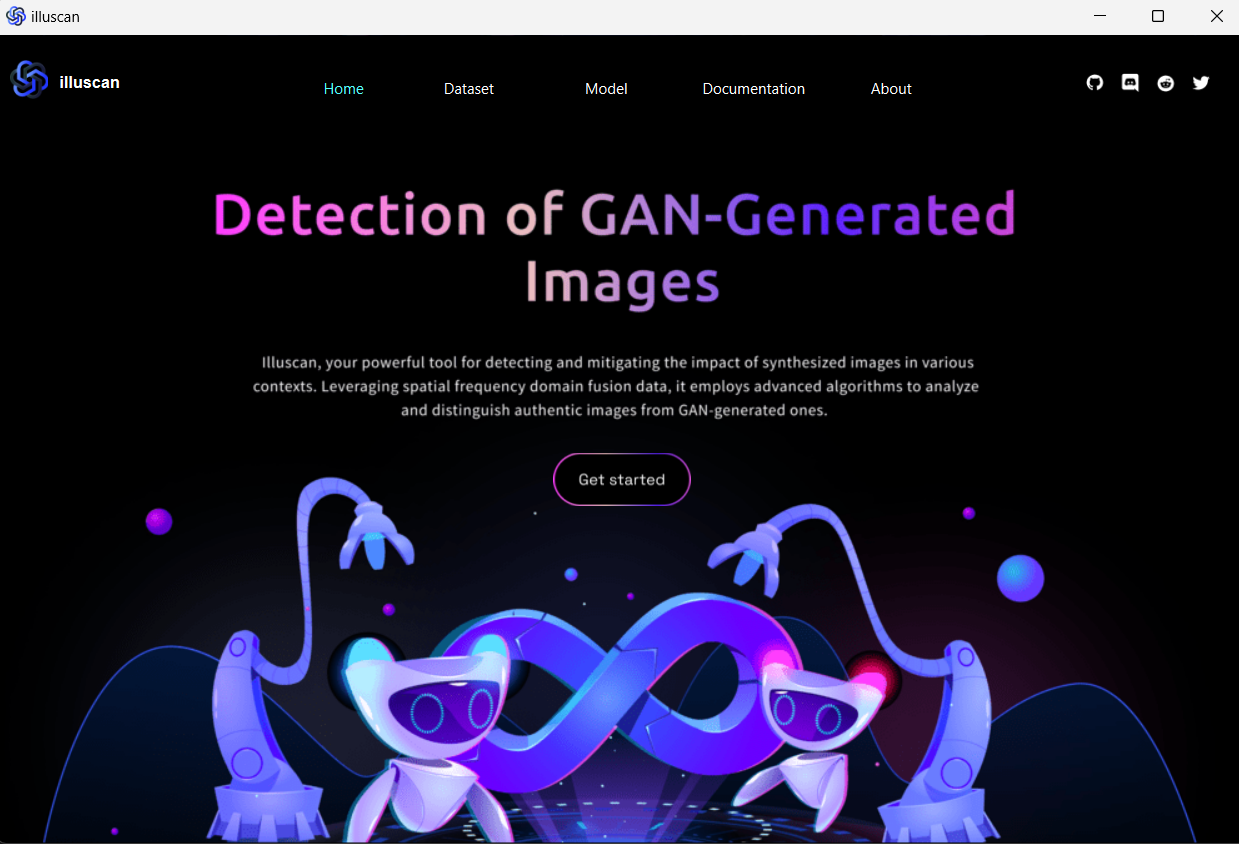 illuscan
illuscan
Home Dataset Model Documentation About
Detection of GAN-Generated
Images
Illuscan, your powerful tool for detecting and mitigating the impact of synthesized images in various
contexts. Leveraging spatial frequency domain fusion data, it employs advanced algorithms to analyze
and distinguish authentic images from GAN-generated ones.
Get started